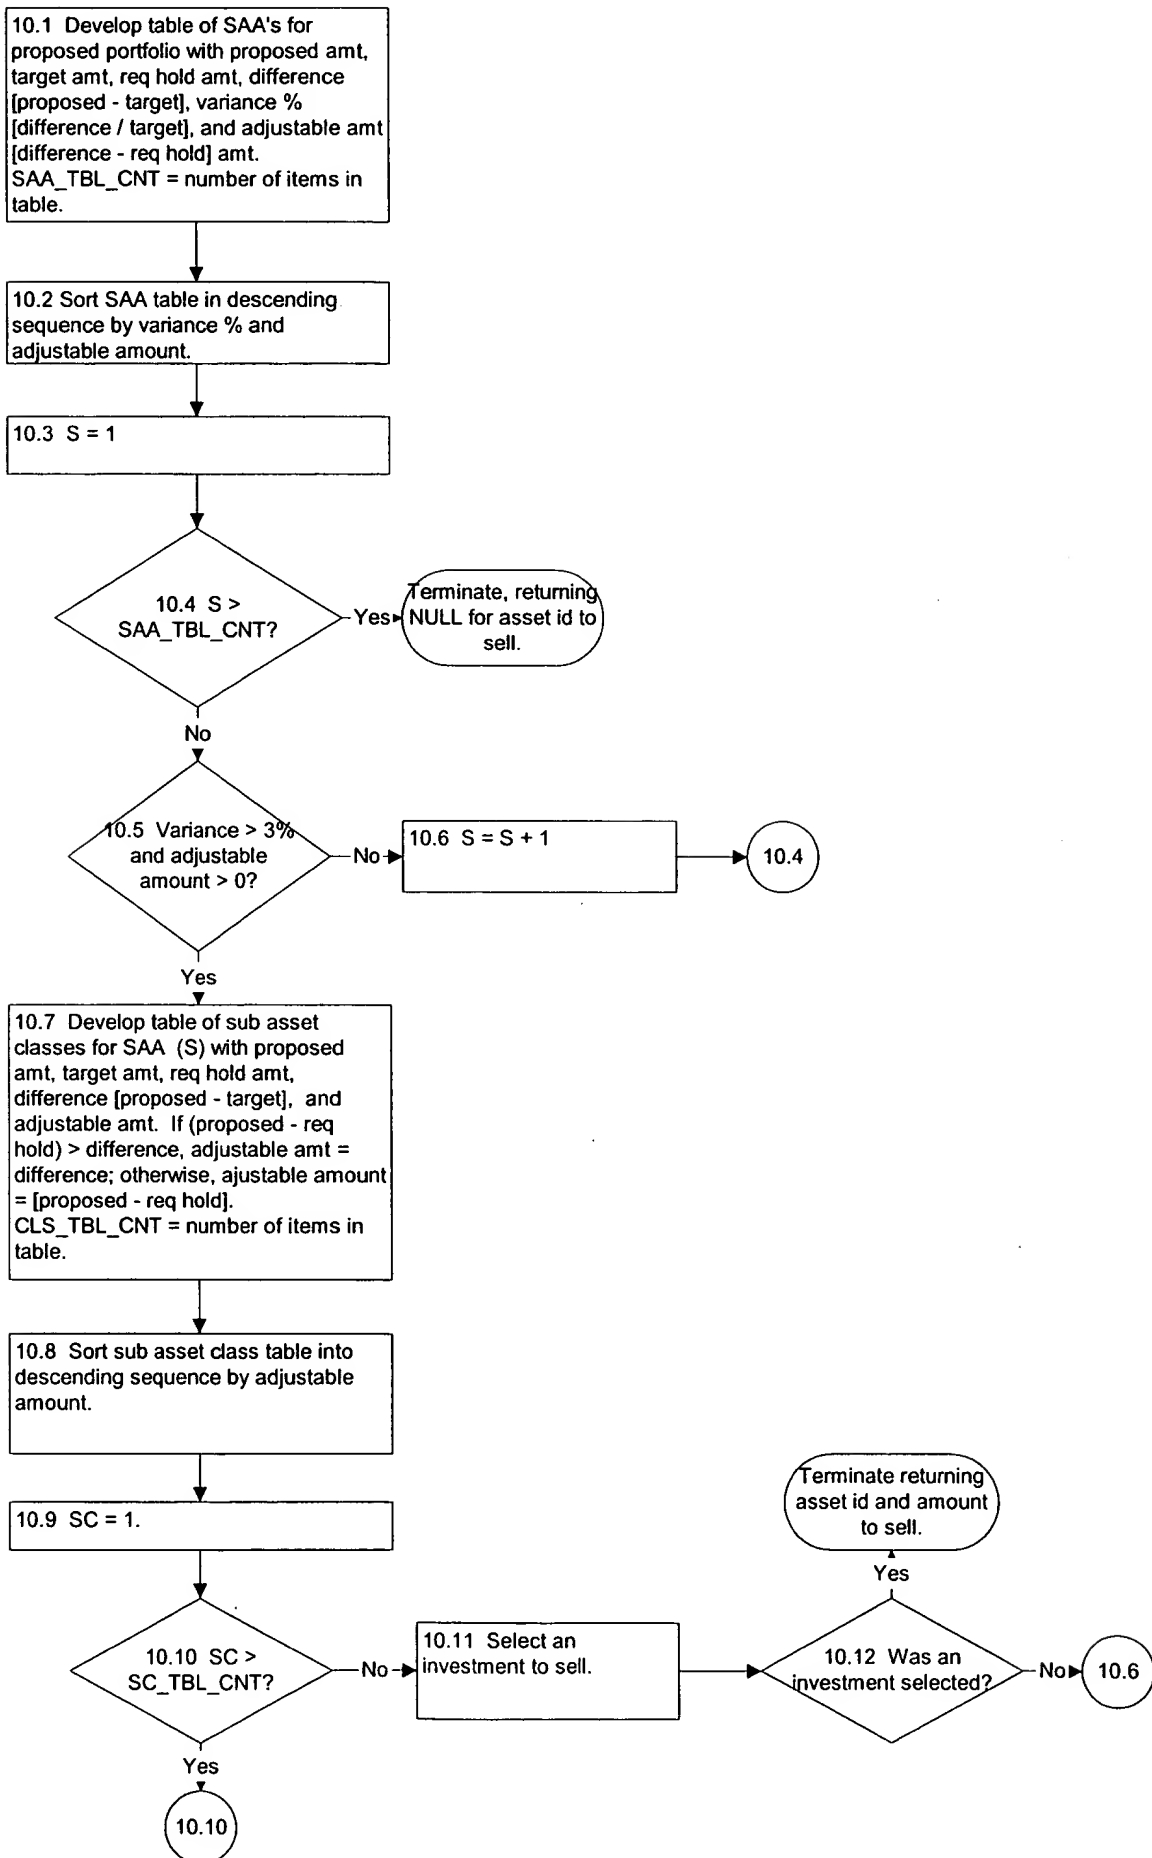 10.1 Develop table of SAA's for
proposed portfolio with proposed amt,
target amt, req hold amt, difference
[proposed - target], variance %
[difference / target], and adjustable amt
[difference - req hold] amt.
SAA_TBL_CNT = number of items in
table.
10.2 Sort SAA table in descending
sequence by variance % and
adjustable amount.
10.3 S = 1
10.4 S >
SAA_TBL_CNT?
Yes
Terminate, returning
NULL for asset id to
sell.
No
10.5 Variance > 3%
and adjustable
amount > 0?
No
10.6 S = S + 1
10.4
Yes
10.7 Develop table of sub asset
classes for SAA (S) with proposed
amt, target amt, req hold amt,
difference [proposed - target], and
adjustable amt. If (proposed - req
hold) > difference, adjustable amt =
difference; otherwise, ajustable amount
= [proposed - req hold].
CLS_TBL_CNT = number of items in
table.
10.8 Sort sub asset class table into
descending sequence by adjustable
amount.
10.9 SC = 1.
Terminate returning
asset id and amount
to sell.
Yes
10.10 SC >
SC_TBL_CNT?
No
10.11 Select an
investment to sell.
10.12 Was an
investment selected?
No
10.6
Yes
10.10